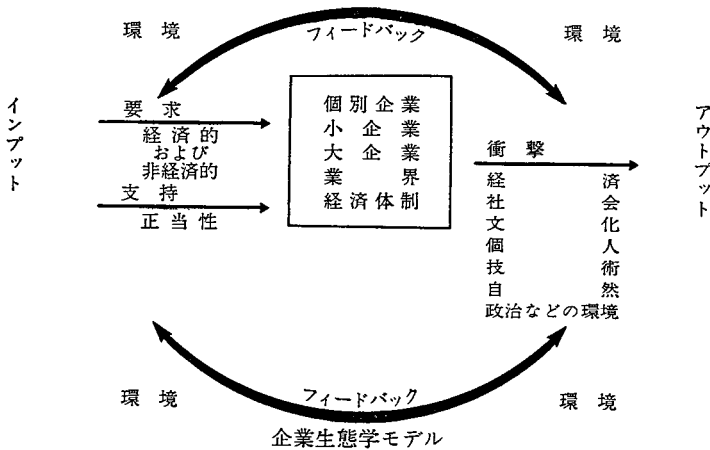 環境
フィードバック
環境
インプット
要求
経済的
および
非経済的
支持
正当性
個別企業
小企業
大企業
業界
経済体制
衝撃
経済
社会
文化
個人
技術
自然
政治などの環境
アウトプット
環境
フィードバック
環境
企業生態学モデル